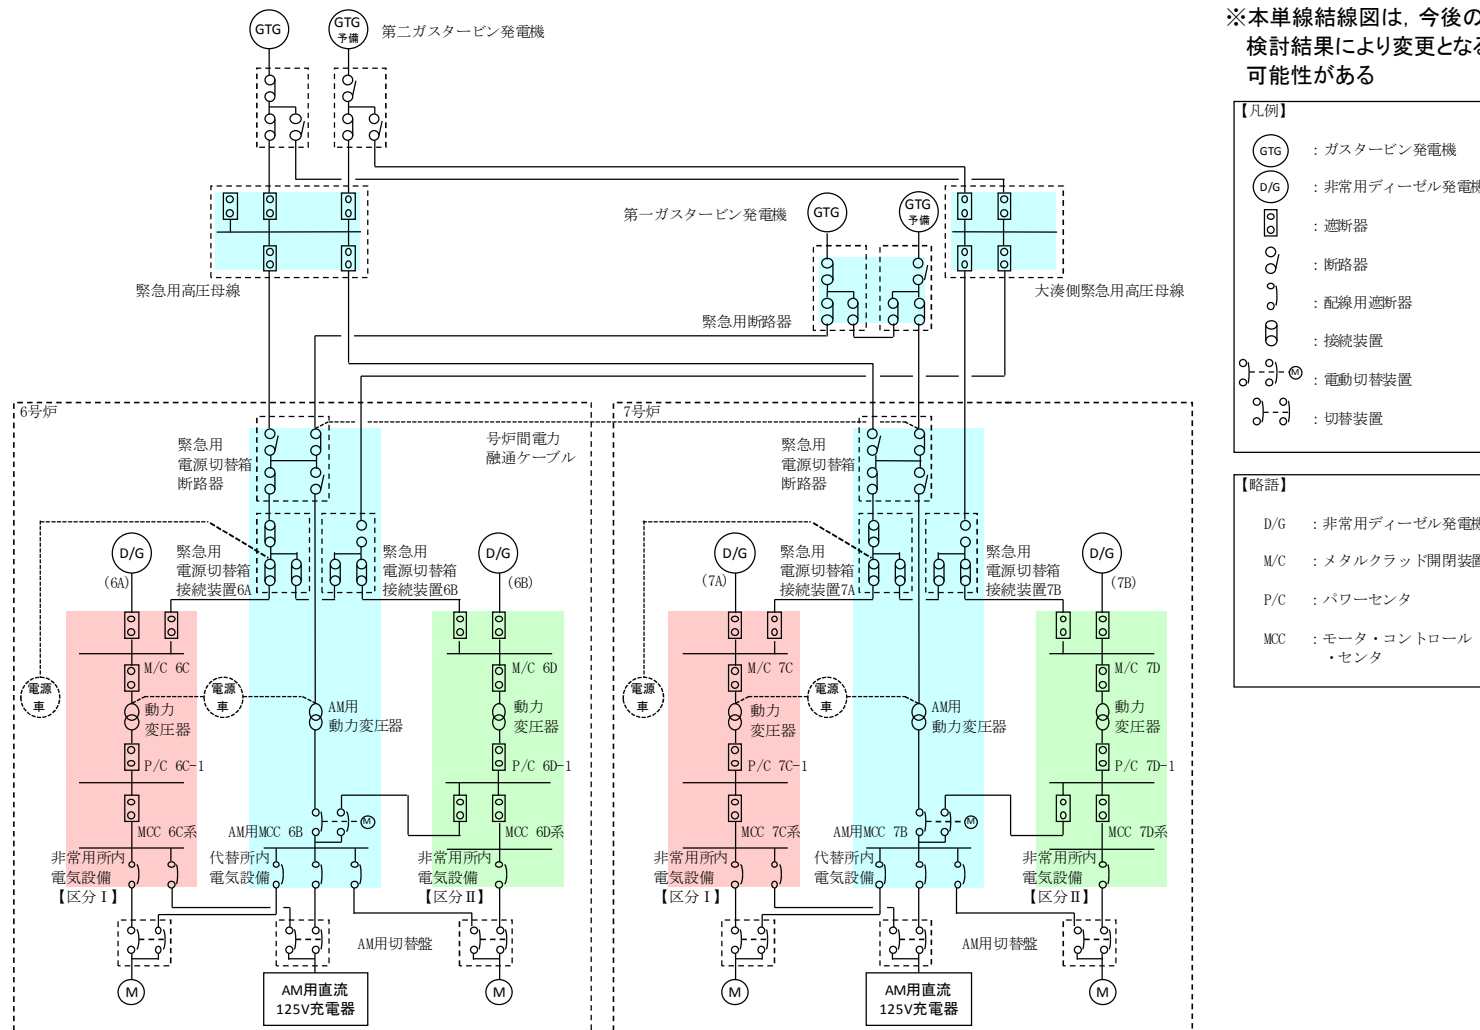 ※本単線結線図は，今後の
検討結果により変更となる
可能性がある
GTG
GTG
予備
第二ガスタービン発電機
【凡例】
GTG
：ガスタービン発電機
D/G
：非常用ディーゼル発電機
：遮断器
：断路器
：配線用遮断器
：接続装置
M
：電動切替装置
：切替装置
【略語】
D/G ：非常用ディーゼル発電機
M/C ：メタルクラッド開閉装置
P/C ：パワーセンタ
MCC ：モータ・コントロール
・センタ
第一ガスタービン発電機
GTG
GTG
予備
緊急用高圧母線
大湊側緊急用高圧母線
緊急用断路器
6号炉
緊急用
電源切替箱
断路器
号炉間電力
融通ケーブル
D/G
(6A)
緊急用
電源切替箱
接続装置6A
緊急用
電源切替箱
接続装置6B
D/G
(6B)
M/C 6C
M/C 6D
電源
車
動力
変圧器
電源
車
AM用
動力変圧器
動力
変圧器
P/C 6C-1
P/C 6D-1
MCC 6C系
AM用MCC 6B
M
MCC 6D系
非常用所内
電気設備
【区分Ⅰ】
代替所内
電気設備
非常用所内
電気設備
【区分Ⅱ】
AM用切替盤
M
AM用直流
125V充電器
M
7号炉
緊急用
電源切替箱
断路器
D/G
(7A)
緊急用
電源切替箱
接続装置7A
緊急用
電源切替箱
接続装置7B
D/G
(7B)
M/C 7C
M/C 7D
電源
車
動力
変圧器
電源
車
AM用
動力変圧器
動力
変圧器
P/C 7C-1
P/C 7D-1
MCC 7C系
AM用MCC 7B
M
MCC 7D系
非常用所内
電気設備
【区分Ⅰ】
代替所内
電気設備
非常用所内
電気設備
【区分Ⅱ】
AM用切替盤
M
AM用直流
125V充電器
M